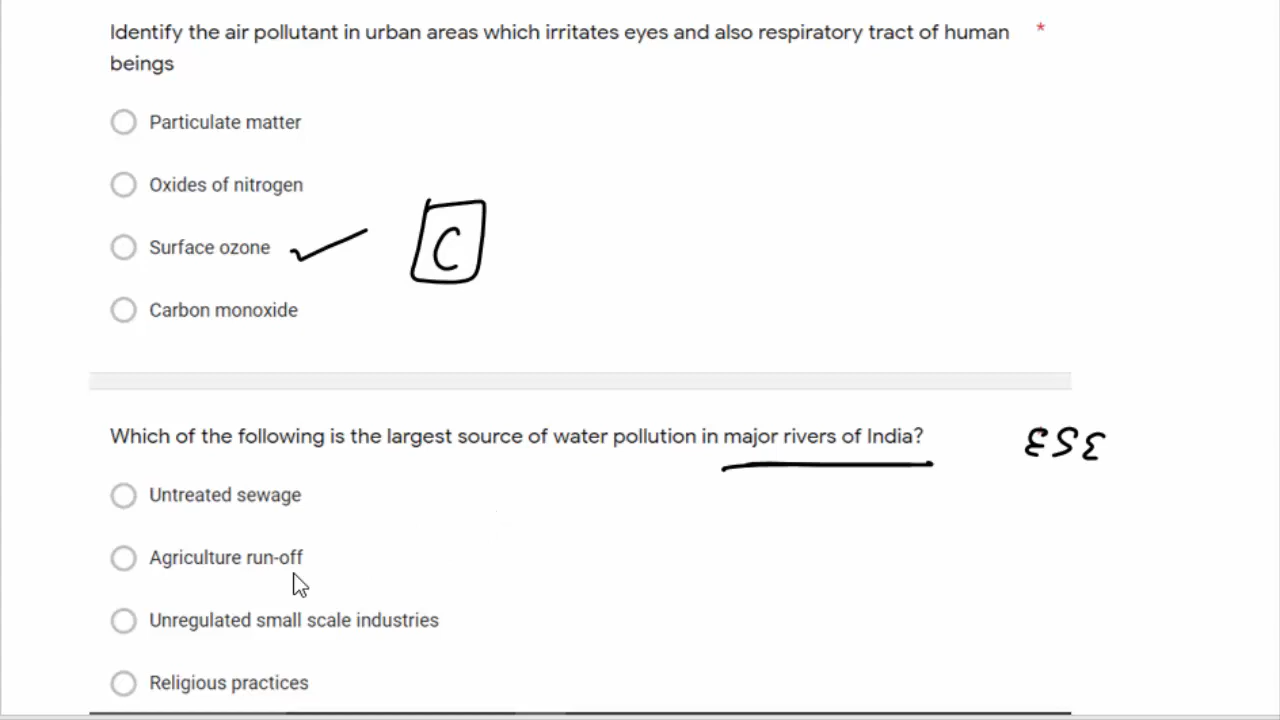 Identify the air pollutant in urban areas which irritates eyes and also respiratory tract of human *
beings
Particulate matter
Oxides of nitrogen
Surface ozone
C
Carbon monoxide
Which of the following is the largest source of water pollution in major rivers of India?
ESE
Untreated sewage
Agriculture run-off
Unregulated small scale industries
Religious practices